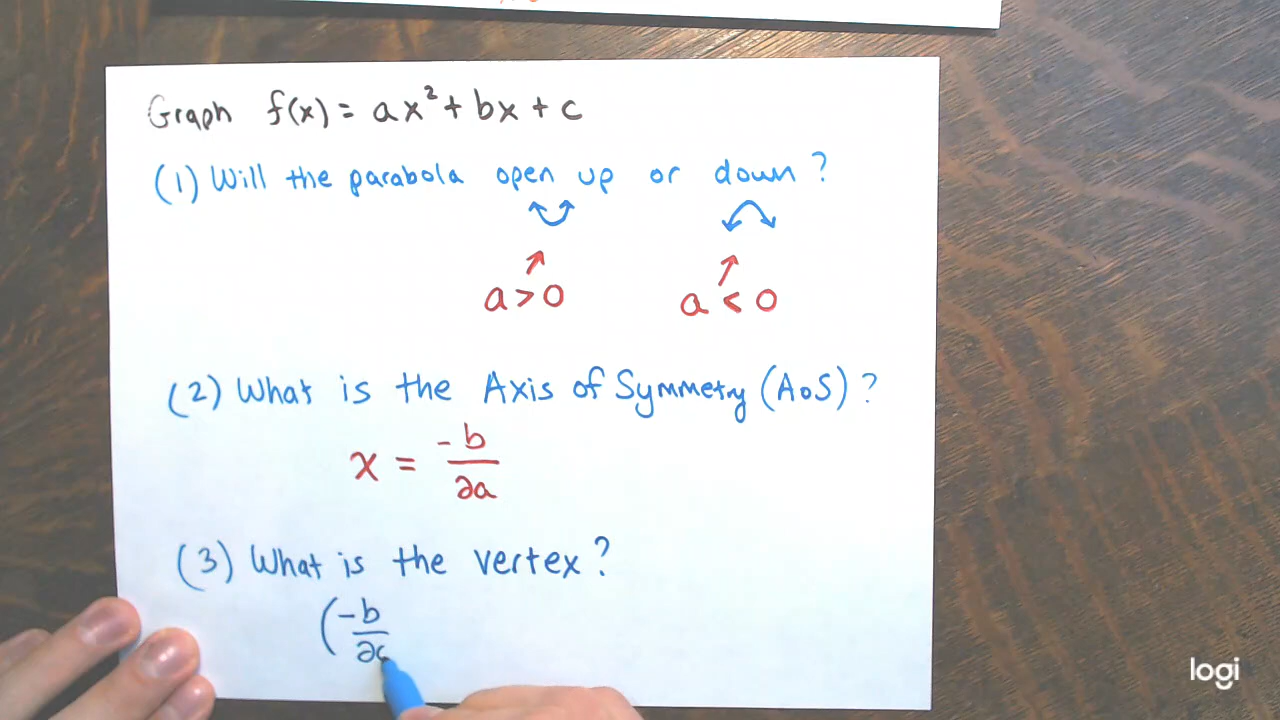 Graph f(x) = ax² + bx + c
(1) Will the parabola open up or down?
a > 0 a < 0
(2) What is the Axis of Symmetry (AoS)?
x = -b/2a
(3) What is the vertex?
(-b/2a
logi